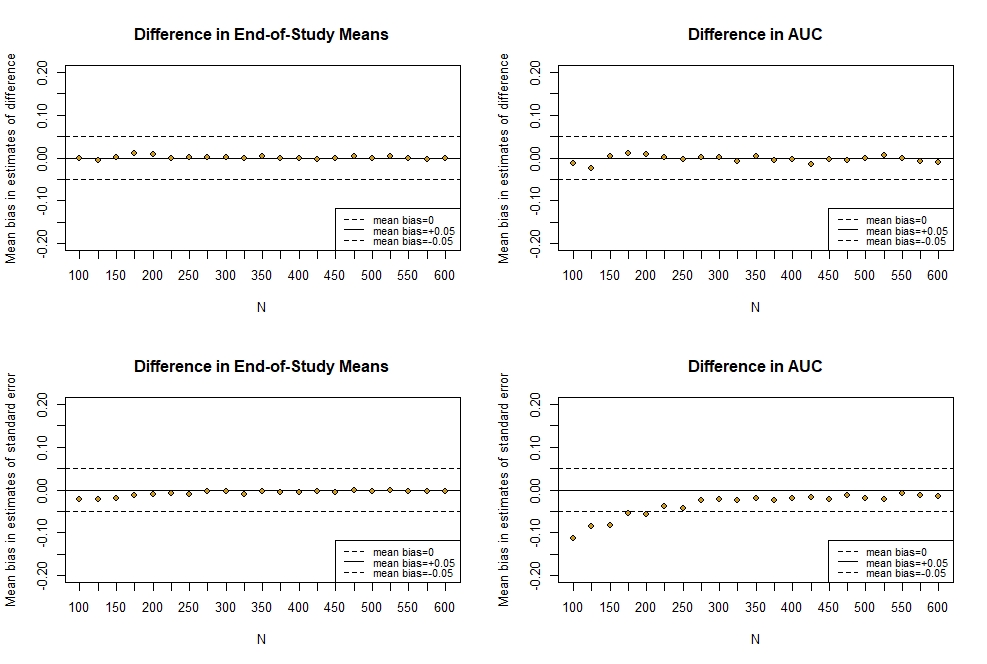 Difference in End-of-Study Means
Mean bias in estimates of difference
0.20
0.10
0.00
-0.10
-0.20
mean bias=0
mean bias=+0.05
mean bias=-0.05
100 150 200 250 300 350 400 450 500 550 600
N
Difference in AUC
Mean bias in estimates of difference
0.20
0.10
0.00
-0.10
-0.20
mean bias=0
mean bias=+0.05
mean bias=-0.05
100 150 200 250 300 350 400 450 500 550 600
N
Difference in End-of-Study Means
Mean bias in estimates of standard error
0.20
0.10
0.00
-0.10
-0.20
mean bias=0
mean bias=+0.05
mean bias=-0.05
100 150 200 250 300 350 400 450 500 550 600
N
Difference in AUC
Mean bias in estimates of standard error
0.20
0.10
0.00
-0.10
-0.20
mean bias=0
mean bias=+0.05
mean bias=-0.05
100 150 200 250 300 350 400 450 500 550 600
N